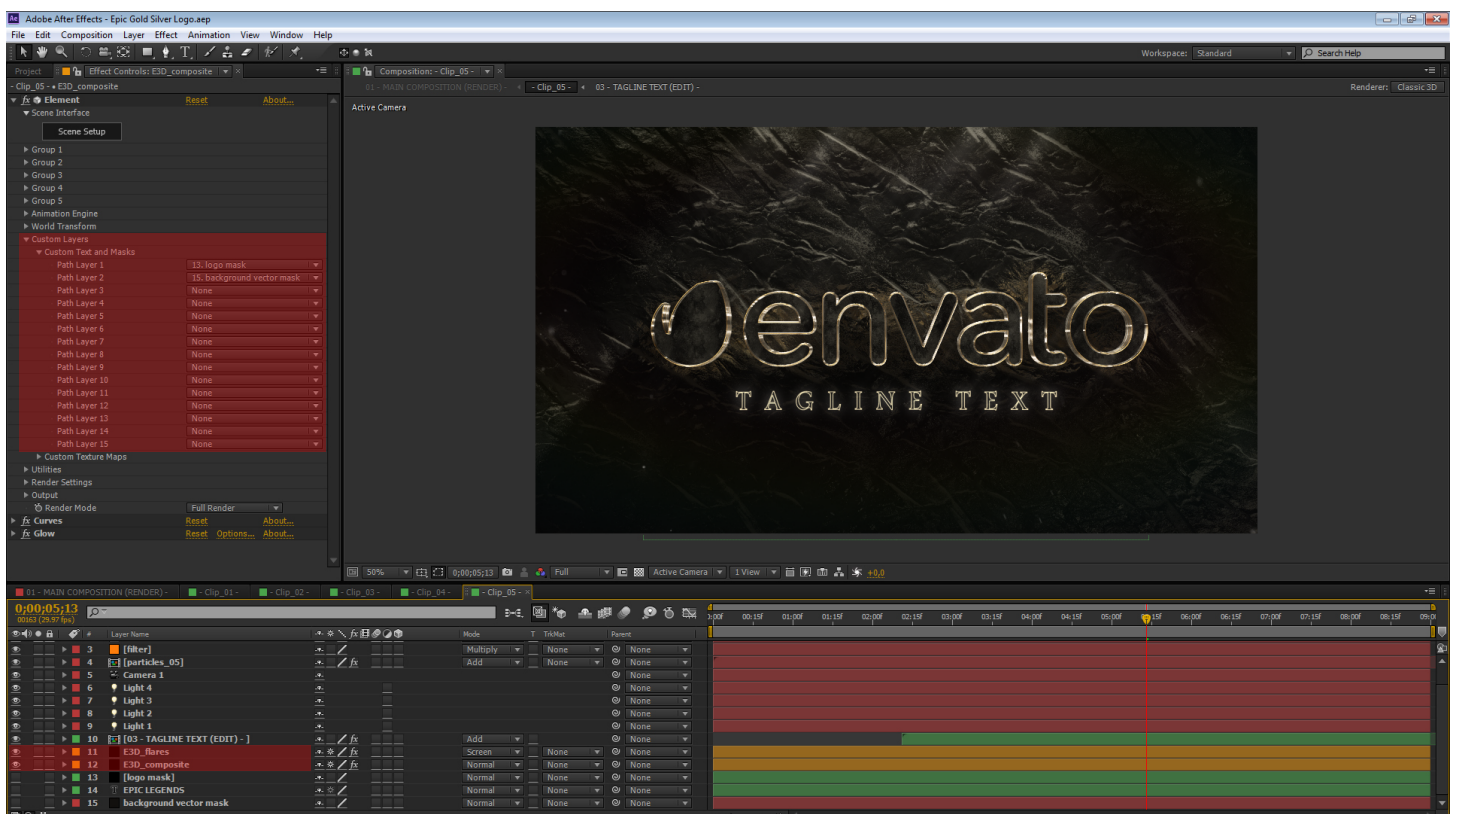 Adobe After Effects - Epic Gold Silver Logo.aep
File Edit Composition Layer Effect Animation View Window Help
Workspace: Standard Search Help
Project Effect Controls: E3D_composite
Composition: - Clip_05 -
- Clip_05 - • E3D_composite
01 - MAIN COMPOSITION (RENDER) - - Clip_05 - 03 - TAGLINE TEXT (EDIT) -
Renderer: Classic 3D
Active Camera
fx Element Reset About...
Scene Interface
Scene Setup
Group 1
Group 2
Group 3
Group 4
Group 5
Animation Engine
World Transform
Custom Layers
Custom Text and Masks
Path Layer 1 13. logo mask
Path Layer 2 15. background vector mask
Path Layer 3 None
Path Layer 4 None
Path Layer 5 None
Path Layer 6 None
Path Layer 7 None
Path Layer 8 None
Path Layer 9 None
Path Layer 10 None
Path Layer 11 None
Path Layer 12 None
Path Layer 13 None
Path Layer 14 None
Path Layer 15 None
Custom Texture Maps
Utilities
Render Settings
Output
Render Mode Full Render
fx Curves Reset About...
fx Glow Reset Options... About...
envato
TAGLINE TEXT
50% 0;00;05;13 Full Active Camera 1 View +0,0
01 - MAIN COMPOSITION (RENDER) - - Clip_01 - - Clip_02 - - Clip_03 - - Clip_04 - - Clip_05 -
0;00;05;13
00163 (29.97 fps)
00:15f 01:00f 01:15f 02:00f 02:15f 03:00f 03:15f 04:00f 04:15f 05:00f 15f 06:00f 06:15f 07:00f 07:15f 08:00f 08:15f
# Layer Name fx Mode T TrkMat Parent
3 [filter] Multiply None None
4 [particles_05] fx Add None None
5 Camera 1 None
6 Light 4 None
7 Light 3 None
8 Light 2 None
9 Light 1 None
10 [03 - TAGLINE TEXT (EDIT) - ] fx Add None
11 E3D_flares fx Screen None None
12 E3D_composite fx Normal None None
13 [logo mask] Normal None None
14 T EPIC LEGENDS Normal None None
15 background vector mask Normal None None